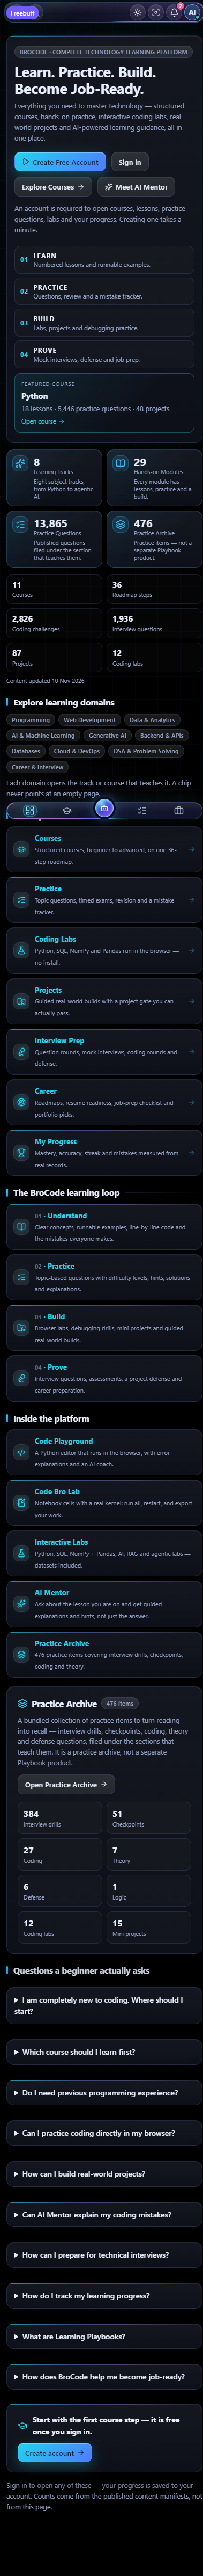 Freebuff
2
AI
BROCODE · COMPLETE TECHNOLOGY LEARNING PLATFORM
Learn. Practice. Build.
Become Job-Ready.
Everything you need to master technology — structured
courses, hands-on practice, interactive coding labs, real-
world projects and AI-powered learning guidance, all in
one place.
Create Free Account
Sign in
Explore Courses →
Meet AI Mentor
An account is required to open courses, lessons, practice
questions, labs and your progress. Creating one takes a
minute.
01 LEARN
Numbered lessons and runnable examples.
02 PRACTICE
Questions, review and a mistake tracker.
03 BUILD
Labs, projects and debugging practice.
04 PROVE
Mock interviews, defense and job prep.
FEATURED COURSE
Python
18 lessons · 5,446 practice questions · 48 projects
Open course →
8
Learning Tracks
Eight subject tracks,
from Python to agentic
AI.
29
Hands-on Modules
Every module has
lessons, practice and a
build.
13,865
Practice Questions
Published questions
filed under the section
that teaches them.
476
Practice Archive
Practice items — not a
separate Playbook
product.
11
Courses
36
Roadmap steps
2,826
Coding challenges
1,936
Interview questions
87
Projects
12
Coding labs
Content updated 10 Nov 2026
Explore learning domains
Programming
Web Development
Data & Analytics
AI & Machine Learning
Generative AI
Backend & APIs
Databases
Cloud & DevOps
DSA & Problem Solving
Career & Interview
Each domain opens the track or course that teaches it. A chip
never points at an empty page.
Courses
Structured courses, beginner to advanced, on one 36-
step roadmap.
Practice
Topic questions, timed exams, revision and a mistake
tracker.
Coding Labs
Python, SQL, NumPy and Pandas run in the browser —
no install.
Projects
Guided real-world builds with a project gate you can
actually pass.
Interview Prep
Question rounds, mock interviews, coding rounds and
defense.
Career
Roadmaps, resume readiness, job-prep checklist and
portfolio picks.
My Progress
Mastery, accuracy, streak and mistakes measured from
real records.
The BroCode learning loop
01 · Understand
Clear concepts, runnable examples, line-by-line code and
the mistakes everyone makes.
02 · Practice
Topic-based questions with difficulty levels, hints, solutions
and explanations.
03 · Build
Browser labs, debugging drills, mini projects and guided
real-world builds.
04 · Prove
Interview questions, assessments, a project defense and
career preparation.
Inside the platform
Code Playground
A Python editor that runs in the browser, with error
explanations and an AI coach.
Code Bro Lab
Notebook cells with a real kernel: run all, restart, and export
your work.
Interactive Labs
Python, SQL, NumPy + Pandas, AI, RAG and agentic labs —
datasets included.
AI Mentor
Ask about the lesson you are on and get guided
explanations and hints, not just the answer.
Practice Archive
476 practice items covering interview drills, checkpoints,
coding and theory.
Practice Archive 476 items
A bundled collection of practice items to turn reading
into recall — interview drills, checkpoints, coding, theory
and defense questions, filed under the sections that
teach them. It is a practice archive, not a separate
Playbook product.
Open Practice Archive →
384
Interview drills
51
Checkpoints
27
Coding
7
Theory
6
Defense
1
Logic
12
Coding labs
15
Mini projects
Questions a beginner actually asks
▶ I am completely new to coding. Where should I
start?
▶ Which course should I learn first?
▶ Do I need previous programming experience?
▶ Can I practice coding directly in my browser?
▶ How can I build real-world projects?
▶ Can AI Mentor explain my coding mistakes?
▶ How can I prepare for technical interviews?
▶ How do I track my learning progress?
▶ What are Learning Playbooks?
▶ How does BroCode help me become job-ready?
Start with the first course step — it is free
once you sign in.
Create account →
Sign in to open any of these — your progress is saved to your
account. Counts come from the published content manifests, not
from this page.